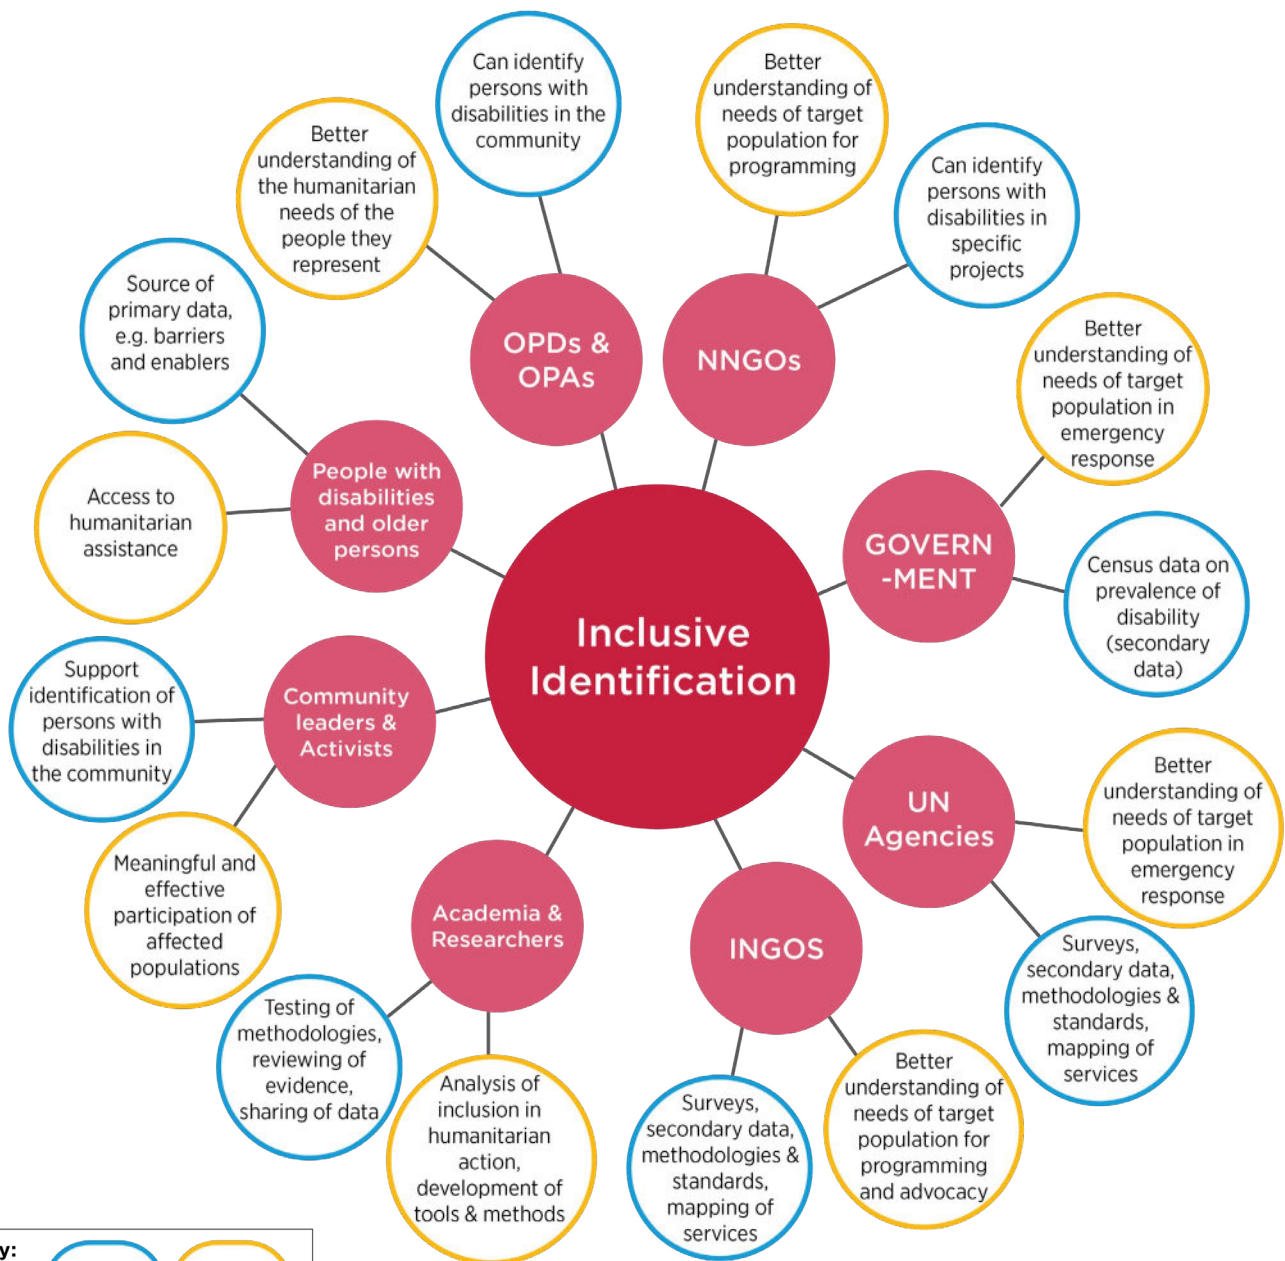 Can identify
persons with
disabilities in the
community
Better
understanding of
needs of target
population for
programming
Better
understanding of
the humanitarian
needs of the
people they
represent
Can identify
persons with
disabilities in
specific
projects
Source of
primary data,
e.g. barriers
and enablers
OPDs &
OPAs
NNGOs
Better
understanding of
needs of target
population in
emergency
response
People with
disabilities
and older
persons
Access to
humanitarian
assistance
GOVERN
-MENT
Census data on
prevalence of
disability
(secondary
data)
Inclusive
Identification
Support
identification of
persons with
disabilities in
the community
Community
leaders &
Activists
UN
Agencies
Better
understanding of
needs of target
population in
emergency
response
Meaningful and
effective
participation of
affected
populations
Academia &
Researchers
INGOS
Surveys,
secondary data,
methodologies &
standards,
mapping of
services
Testing of
methodologies,
reviewing of
evidence,
sharing of data
Analysis of
inclusion in
humanitarian
action,
development of
tools & methods
Surveys,
secondary data,
methodologies &
standards,
mapping of
services
Better
understanding of
needs of target
population for
programming
and advocacy
y: